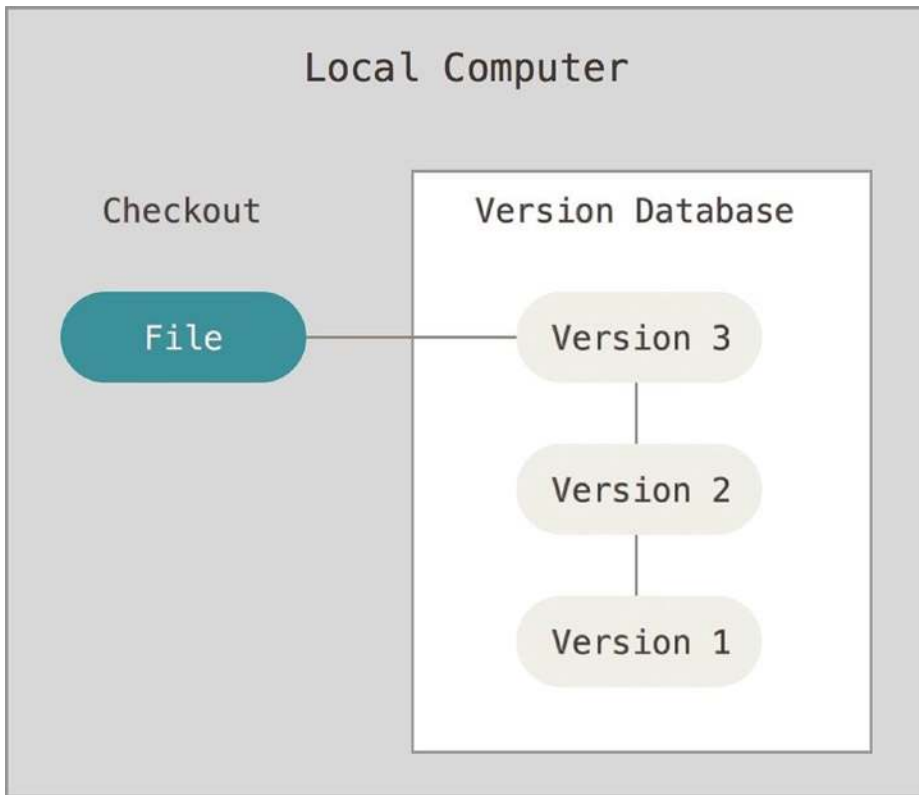 Local Computer
Checkout
Version Database
File
Version 3
Version 2
Version 1